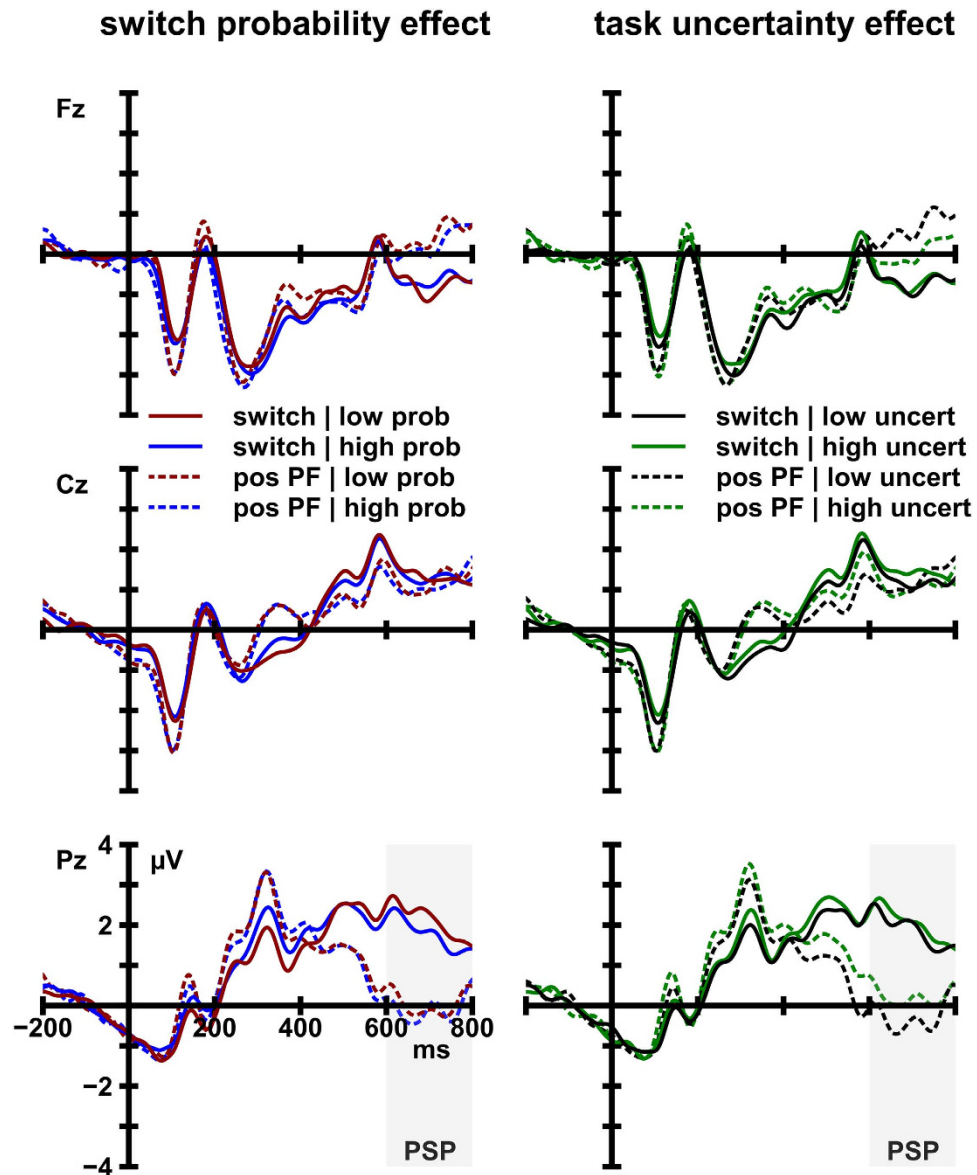 switch probability effect
task uncertainty effect
Fz
switch | low prob
switch | high prob
pos PF | low prob
pos PF | high prob
switch | low uncert
switch | high uncert
pos PF | low uncert
pos PF | high uncert
Cz
Pz
4
µV
2
0
−200
200
400
600
800
ms
−2
−4
PSP
PSP